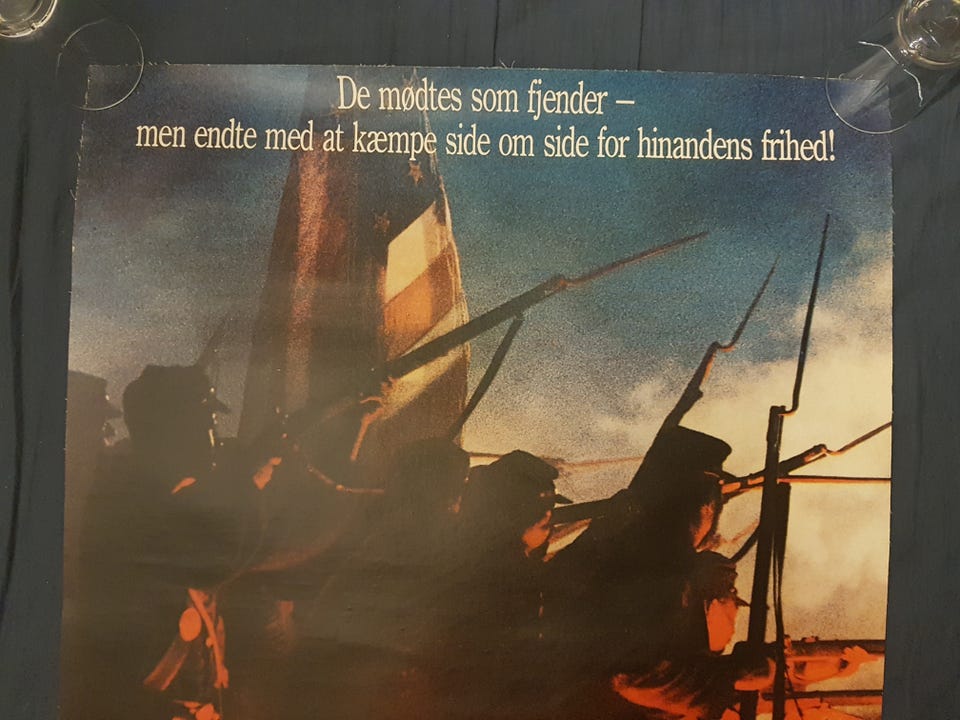 De mødtes som fjender –
men endte med at kæmpe side om side for hinandens frihed!